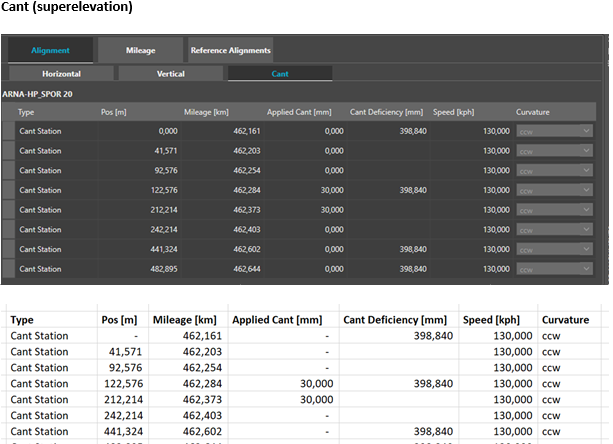 Cant (superelevation)
Alignment Mileage Reference Alignments
Horizontal Vertical Cant
ARNA-HP_SPOR 20
Type Pos [m] Mileage [km] Applied Cant [mm] Cant Deficiency [mm] Speed [kph] Curvature
Cant Station 0,000 462,161 0,000 398,840 130,000 ccw
Cant Station 41,571 462,203 0,000 130,000 ccw
Cant Station 92,576 462,254 0,000 130,000 ccw
Cant Station 122,576 462,284 30,000 398,840 130,000 ccw
Cant Station 212,214 462,373 30,000 130,000 ccw
Cant Station 242,214 462,403 0,000 130,000 ccw
Cant Station 441,324 462,602 0,000 398,840 130,000 ccw
Cant Station 482,895 462,644 0,000 398,840 130,000 ccw
Type Pos [m] Mileage [km] Applied Cant [mm] Cant Deficiency [mm] Speed [kph] Curvature
Cant Station - 462,161 - 398,840 130,000 ccw
Cant Station 41,571 462,203 - 130,000 ccw
Cant Station 92,576 462,254 - 130,000 ccw
Cant Station 122,576 462,284 30,000 398,840 130,000 ccw
Cant Station 212,214 462,373 30,000 130,000 ccw
Cant Station 242,214 462,403 - 130,000 ccw
Cant Station 441,324 462,602 - 398,840 130,000 ccw